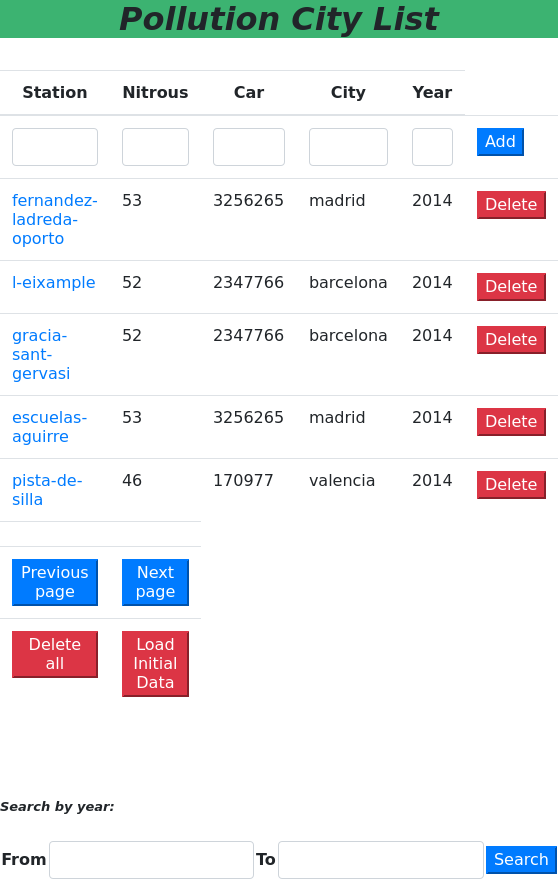 Pollution City List
Station Nitrous Car City Year
Add
fernandez-ladreda-oporto 53 3256265 madrid 2014 Delete
l-eixample 52 2347766 barcelona 2014 Delete
gracia-sant-gervasi 52 2347766 barcelona 2014 Delete
escuelas-aguirre 53 3256265 madrid 2014 Delete
pista-de-silla 46 170977 valencia 2014 Delete
Previous page Next page
Delete all Load Initial Data
Search by year:
From To Search